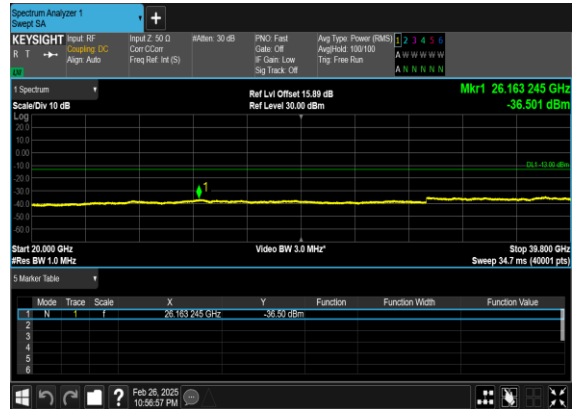 Spectrum Analyzer 1
Swept SA
KEYSIGHT Input: RF Input Z: 50 Ω #Atten: 30 dB PNO: Fast Avg Type: Power (RMS) 1 2 3 4 5 6
R T Coupling: DC Corr CCorr Gate: Off Avg|Hold: 100/100 A W W W W W
Align: Auto Freq Ref: Int (S) IF Gain: Low Trig: Free Run A N N N N N
Sig Track: Off
1 Spectrum Ref Lvl Offset 15.89 dB Mkr1 26.163 245 GHz
Scale/Div 10 dB Ref Level 30.00 dBm -36.501 dBm
Log
20.0
10.0
0.00
-10.0 DL1 -13.00 dBm
-20.0
-30.0 1
-40.0
-50.0
-60.0
Start 20.000 GHz Video BW 3.0 MHz* Stop 39.800 GHz
#Res BW 1.0 MHz Sweep 34.7 ms (40001 pts)
5 Marker Table
Mode Trace Scale X Y Function Function Width Function Value
1 N 1 f 26.163 245 GHz -36.50 dBm
2
3
4
5
6
Feb 26, 2025
10:56:57 PM